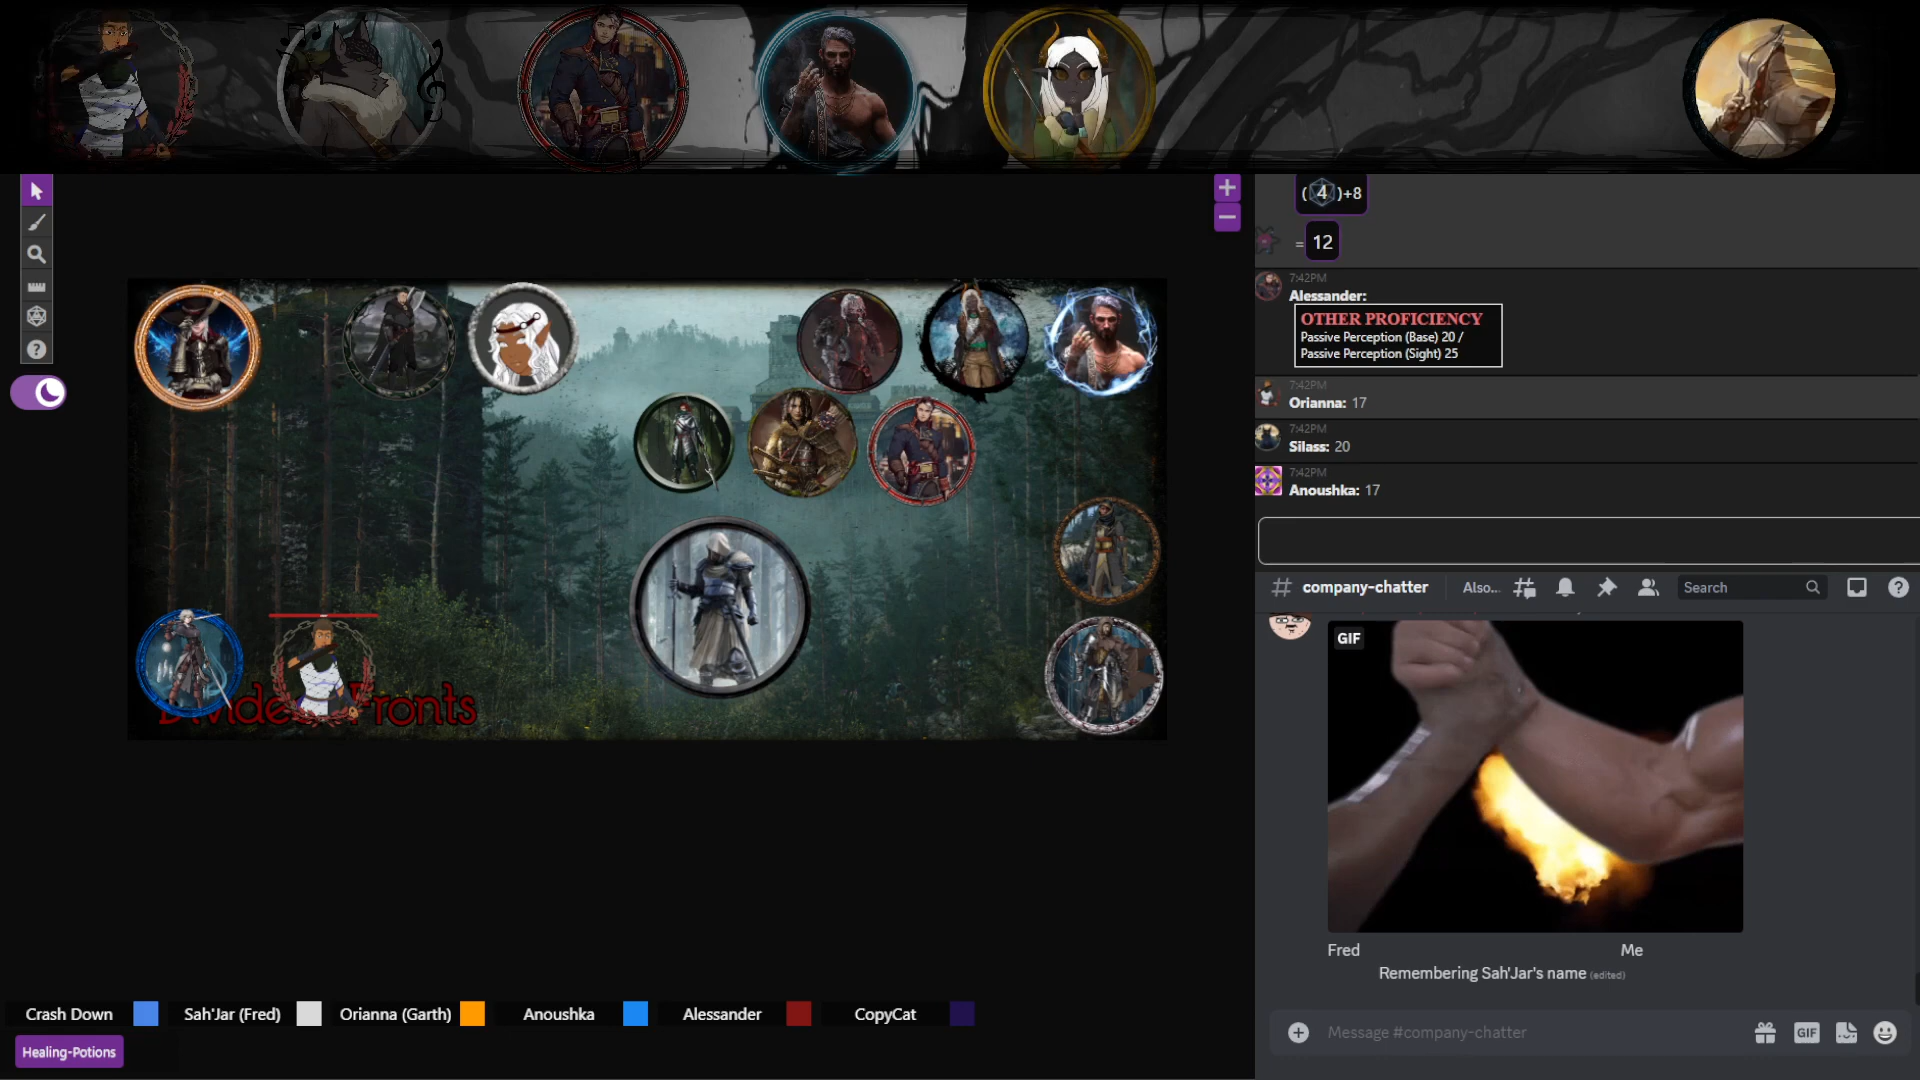 (4)+8
=12
7:42PM
Alessander:
OTHER PROFICIENCY
Passive Perception (Base) 20 /
Passive Perception (Sight) 25
7:42PM
Orianna: 17
7:42PM
Silass: 20
7:42PM
Anoushka: 17
# company-chatter Also... Search
GIF
Fred Me
Remembering Sah'Jar's name (edited)
Message #company-chatter GIF
Divided Fronts
Crash Down Sah'Jar (Fred) Orianna (Garth) Anoushka Alessander CopyCat
Healing-Potions